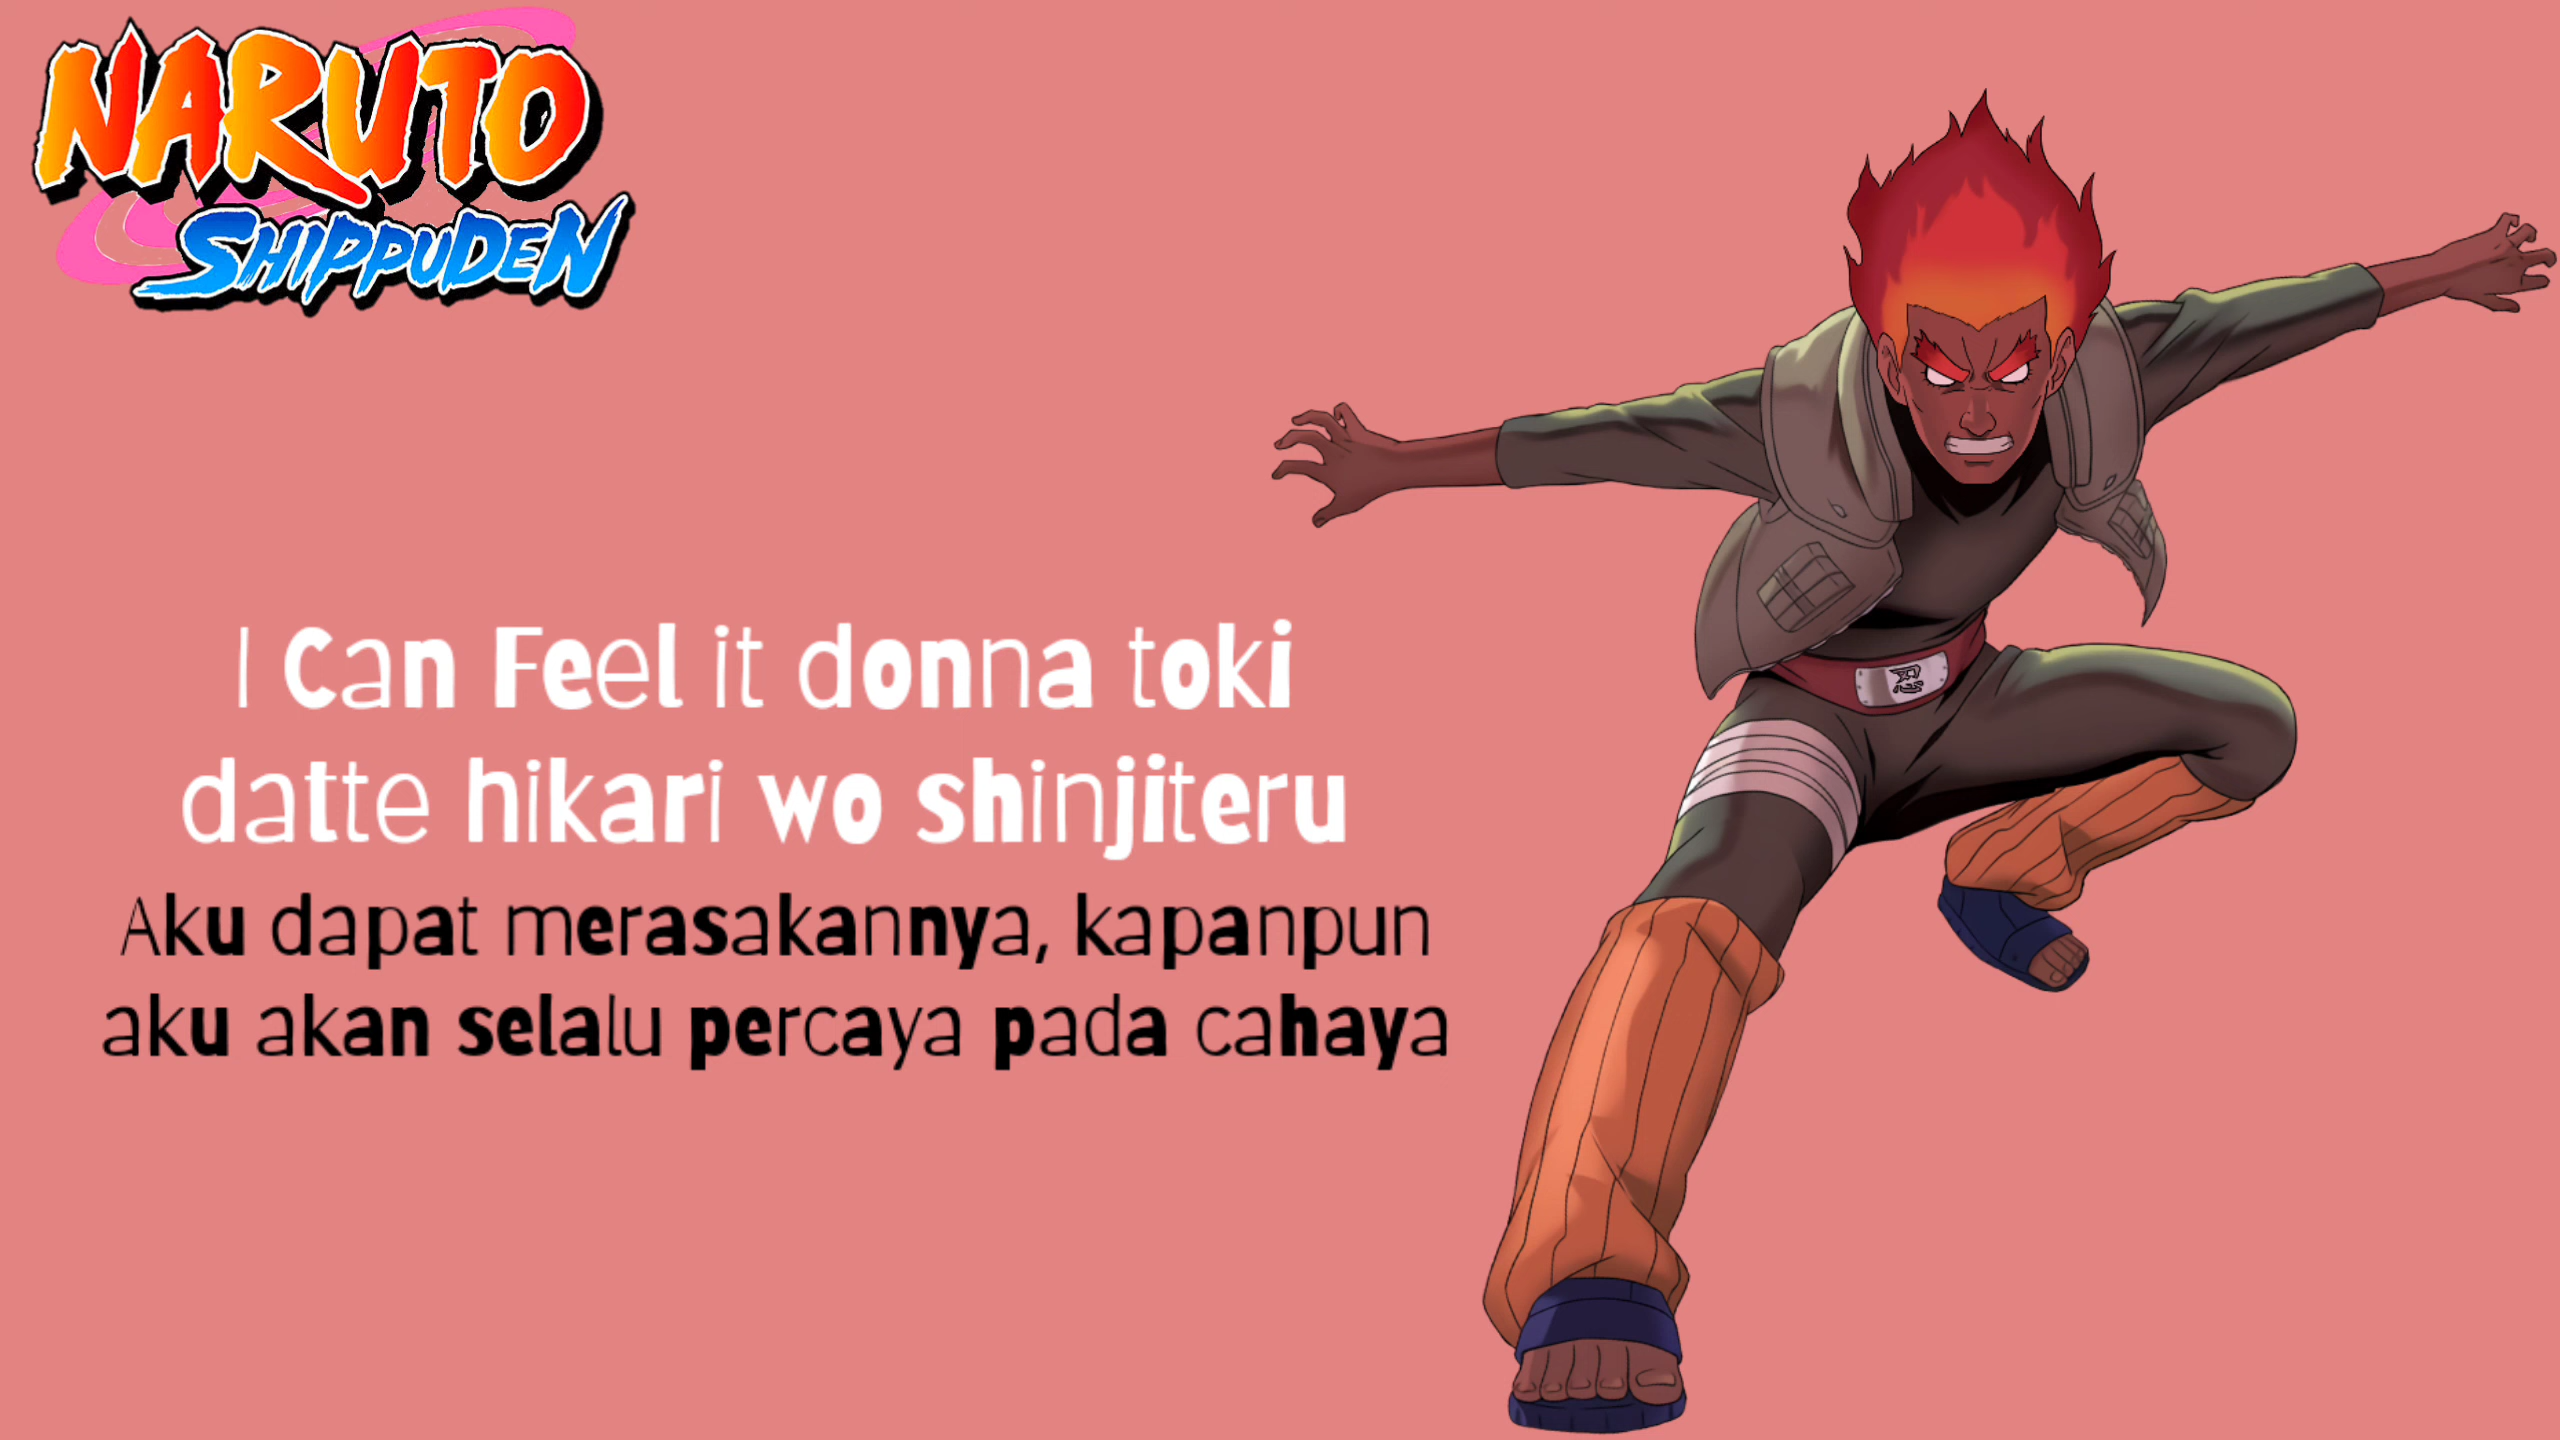 NARUTO
SHIPPUDEN
I Can Feel it donna toki
datte hikari wo shinjiteru
Aku dapat merasakannya, kapanpun
aku akan selalu percaya pada cahaya
忍